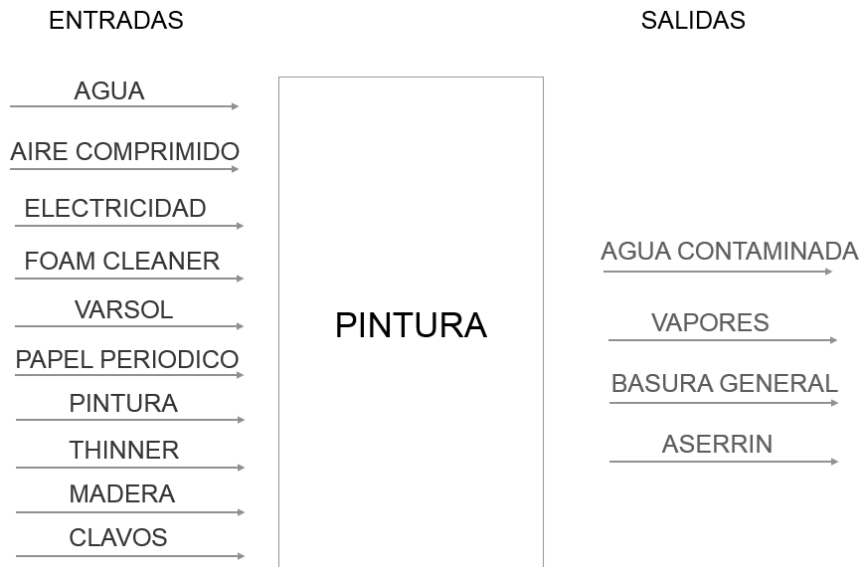 ENTRADAS
SALIDAS
AGUA
AIRE COMPRIMIDO
ELECTRICIDAD
FOAM CLEANER
VARSOL
PAPEL PERIODICO
PINTURA
THINNER
MADERA
CLAVOS
PINTURA
AGUA CONTAMINADA
VAPORES
BASURA GENERAL
ASERRIN